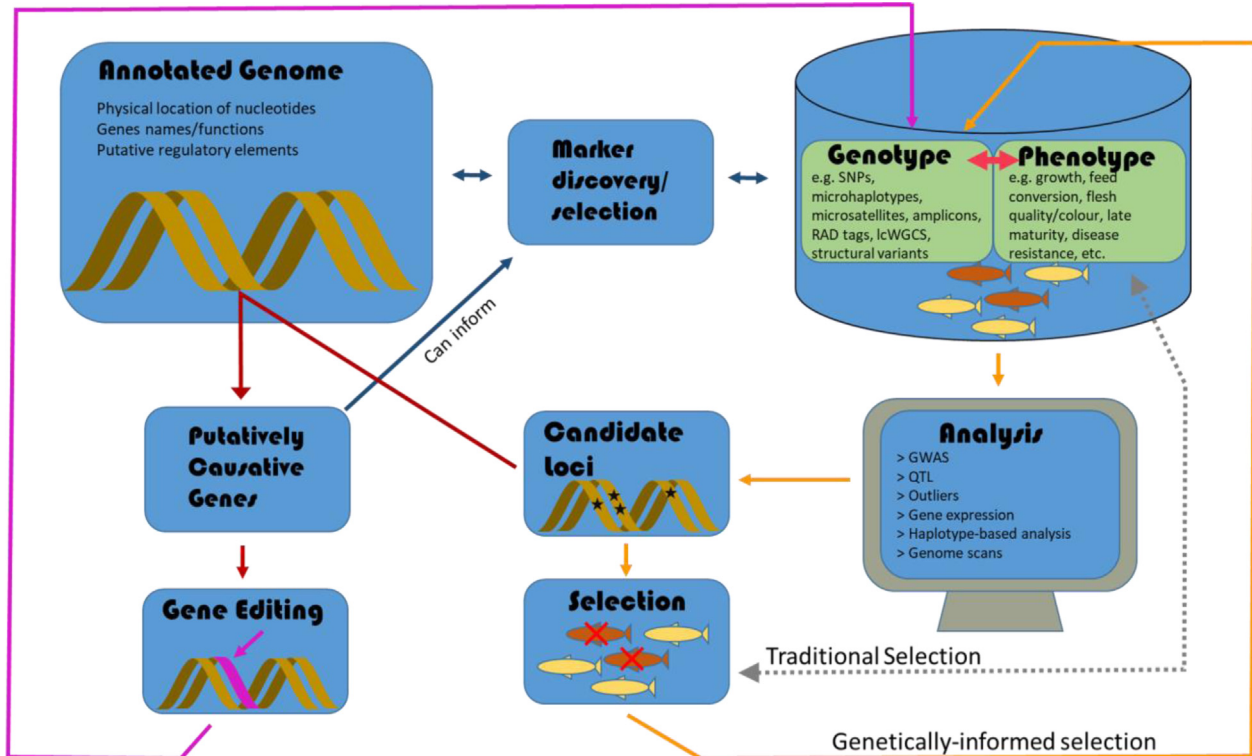 Annotated Genome
Physical location of nucleotides
Genes names/functions
Putative regulatory elements
Marker
discovery/
selection
Genotype
e.g. SNPs,
microhaplotypes,
microsatellites, amplicons,
RAD tags, lcWGCS,
structural variants
Phenotype
e.g. growth, feed
conversion, flesh
quality/colour, late
maturity, disease
resistance, etc.
Can inform
Putatively
Causative
Genes
Candidate
Loci
Analysis
> GWAS
> QTL
> Outliers
> Gene expression
> Haplotype-based analysis
> Genome scans
Gene Editing
Selection
Traditional Selection
Genetically-informed selection